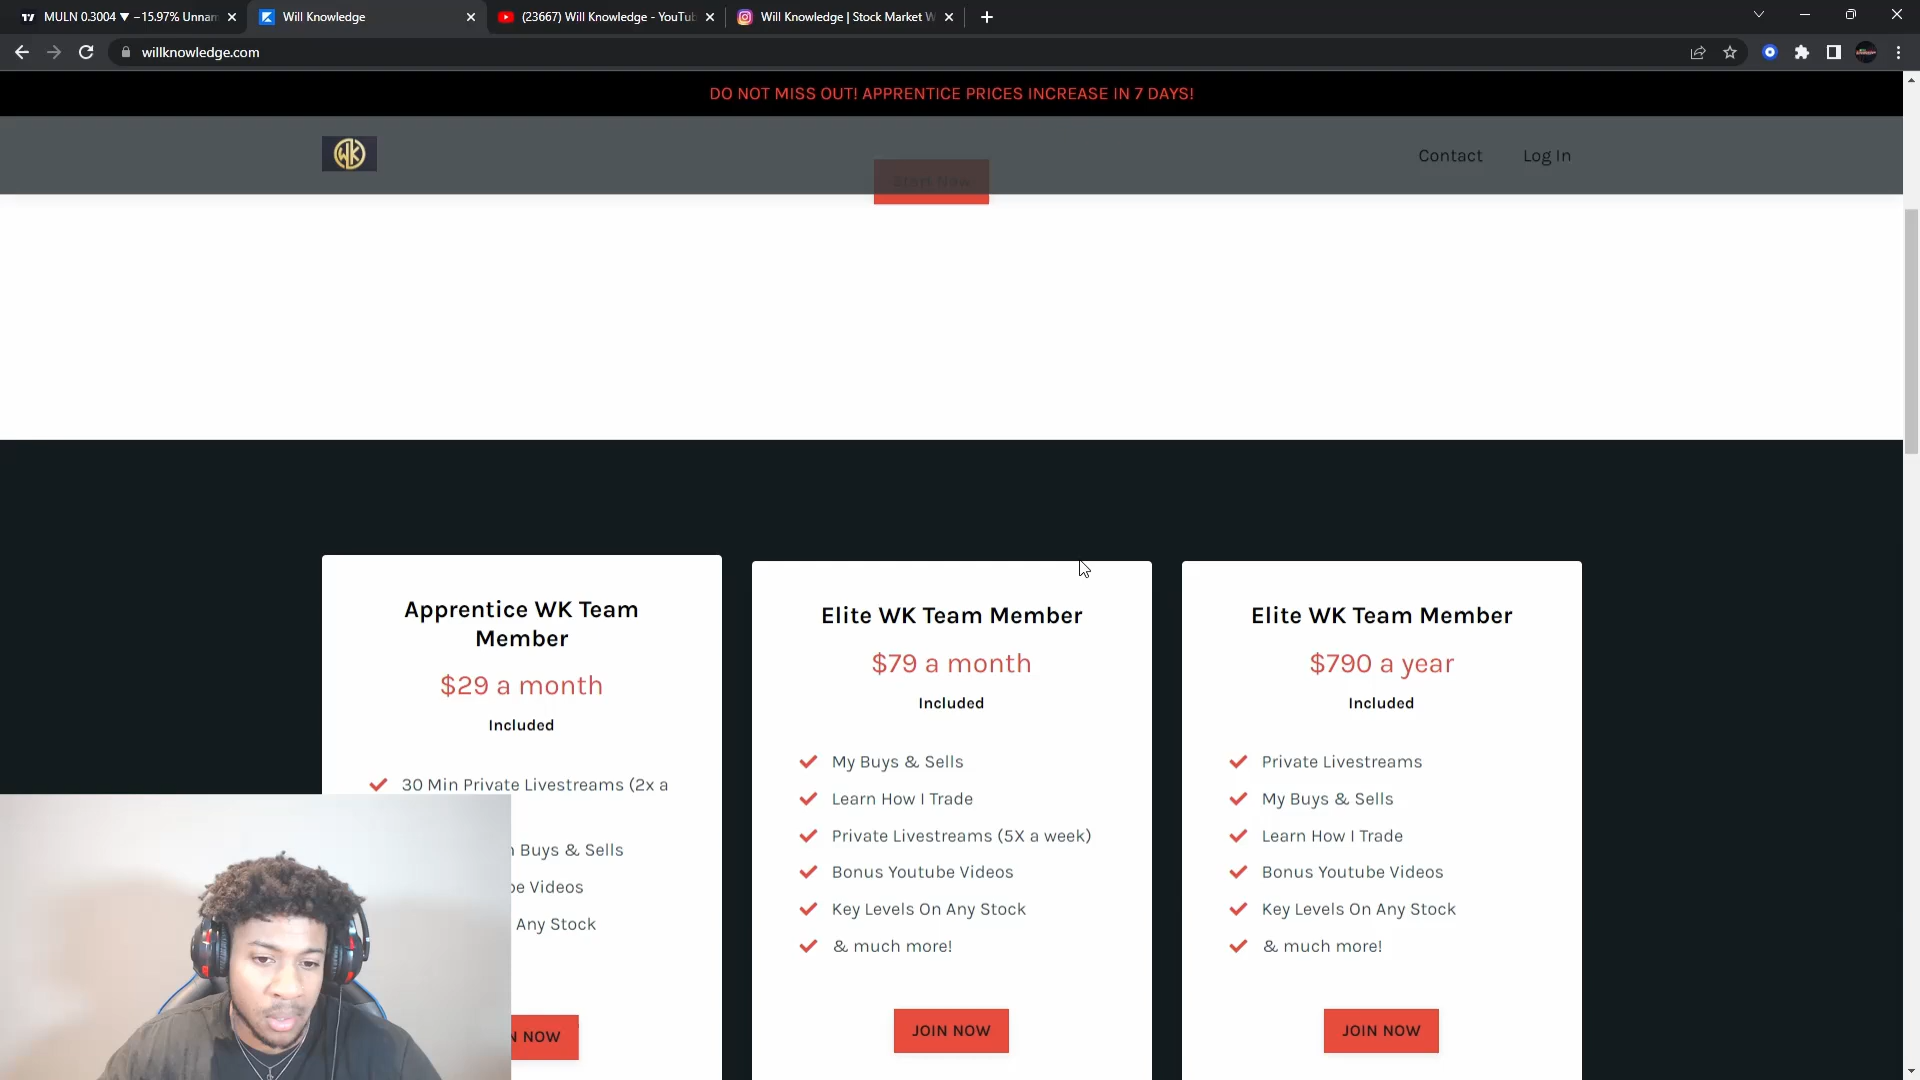 MULN 0.3004 ▼ −15.97% Unnam
Will Knowledge
(23667) Will Knowledge - YouTub
Will Knowledge | Stock Market W
willknowledge.com
DO NOT MISS OUT! APPRENTICE PRICES INCREASE IN 7 DAYS!
WK
Contact
Log In
Start Now
Apprentice WK Team
Member
$29 a month
Included
30 Min Private Livestreams (2x a
Buys & Sells
Videos
Any Stock
NOW
Elite WK Team Member
$79 a month
Included
My Buys & Sells
Learn How I Trade
Private Livestreams (5X a week)
Bonus Youtube Videos
Key Levels On Any Stock
& much more!
JOIN NOW
Elite WK Team Member
$790 a year
Included
Private Livestreams
My Buys & Sells
Learn How I Trade
Bonus Youtube Videos
Key Levels On Any Stock
& much more!
JOIN NOW